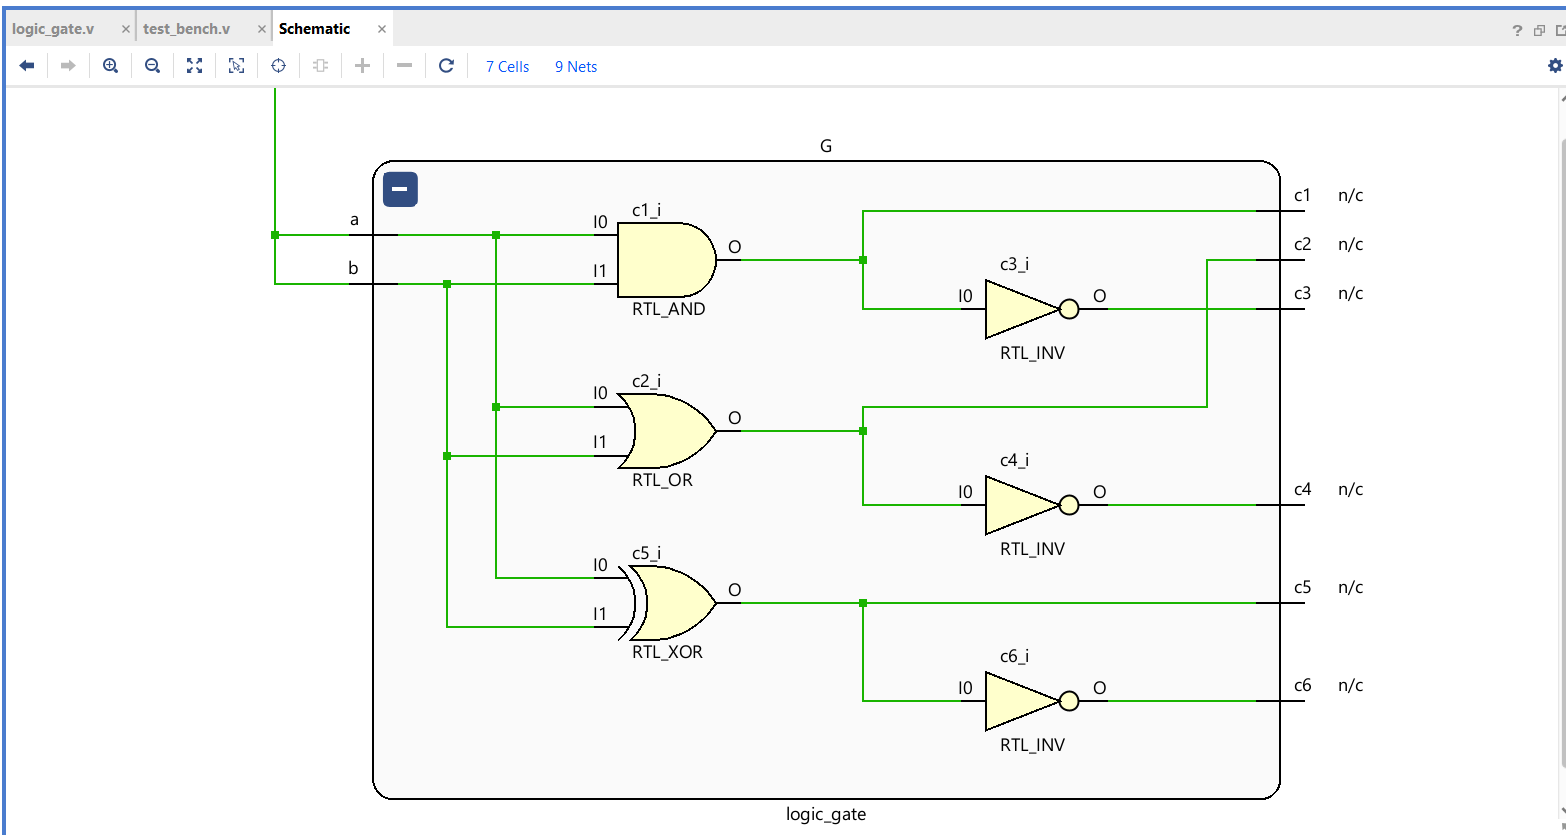 logic_gate.v × test_bench.v × Schematic × ?
7 Cells 9 Nets
G
c1 n/c
a
c1_i
I0
O
c2 n/c
b
I1
c3_i
I0
O
c3 n/c
RTL_AND
RTL_INV
c2_i
I0
O
I1
c4_i
RTL_OR
I0
O
c4 n/c
RTL_INV
c5_i
I0
O
c5 n/c
I1
RTL_XOR
c6_i
I0
O
c6 n/c
RTL_INV
logic_gate